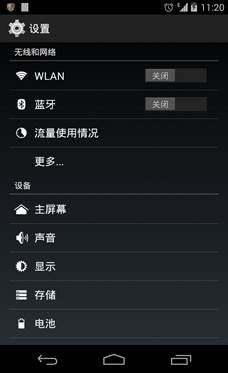 11:20
设置
无线和网络
WLAN 关闭
蓝牙 关闭
流量使用情况
更多...
设备
主屏幕
声音
显示
存储
电池